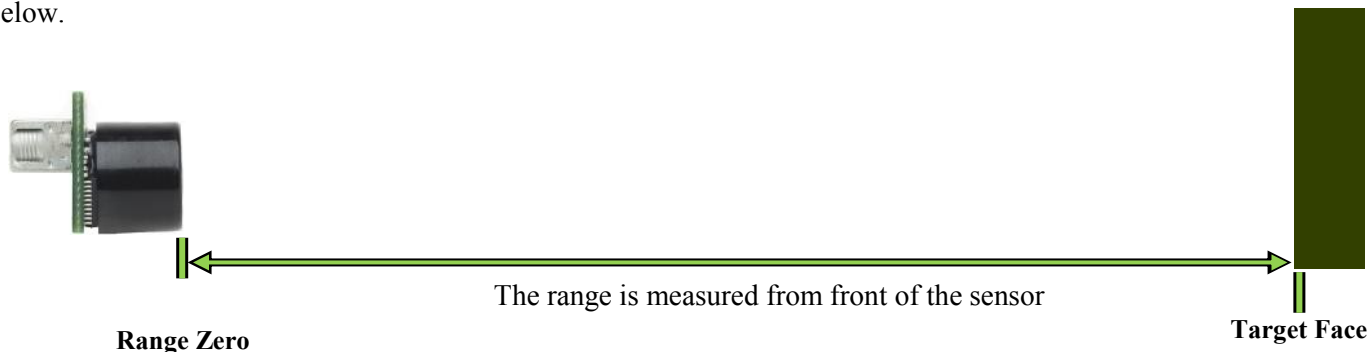 elow.
The range is measured from front of the sensor
Target Face
Range Zero